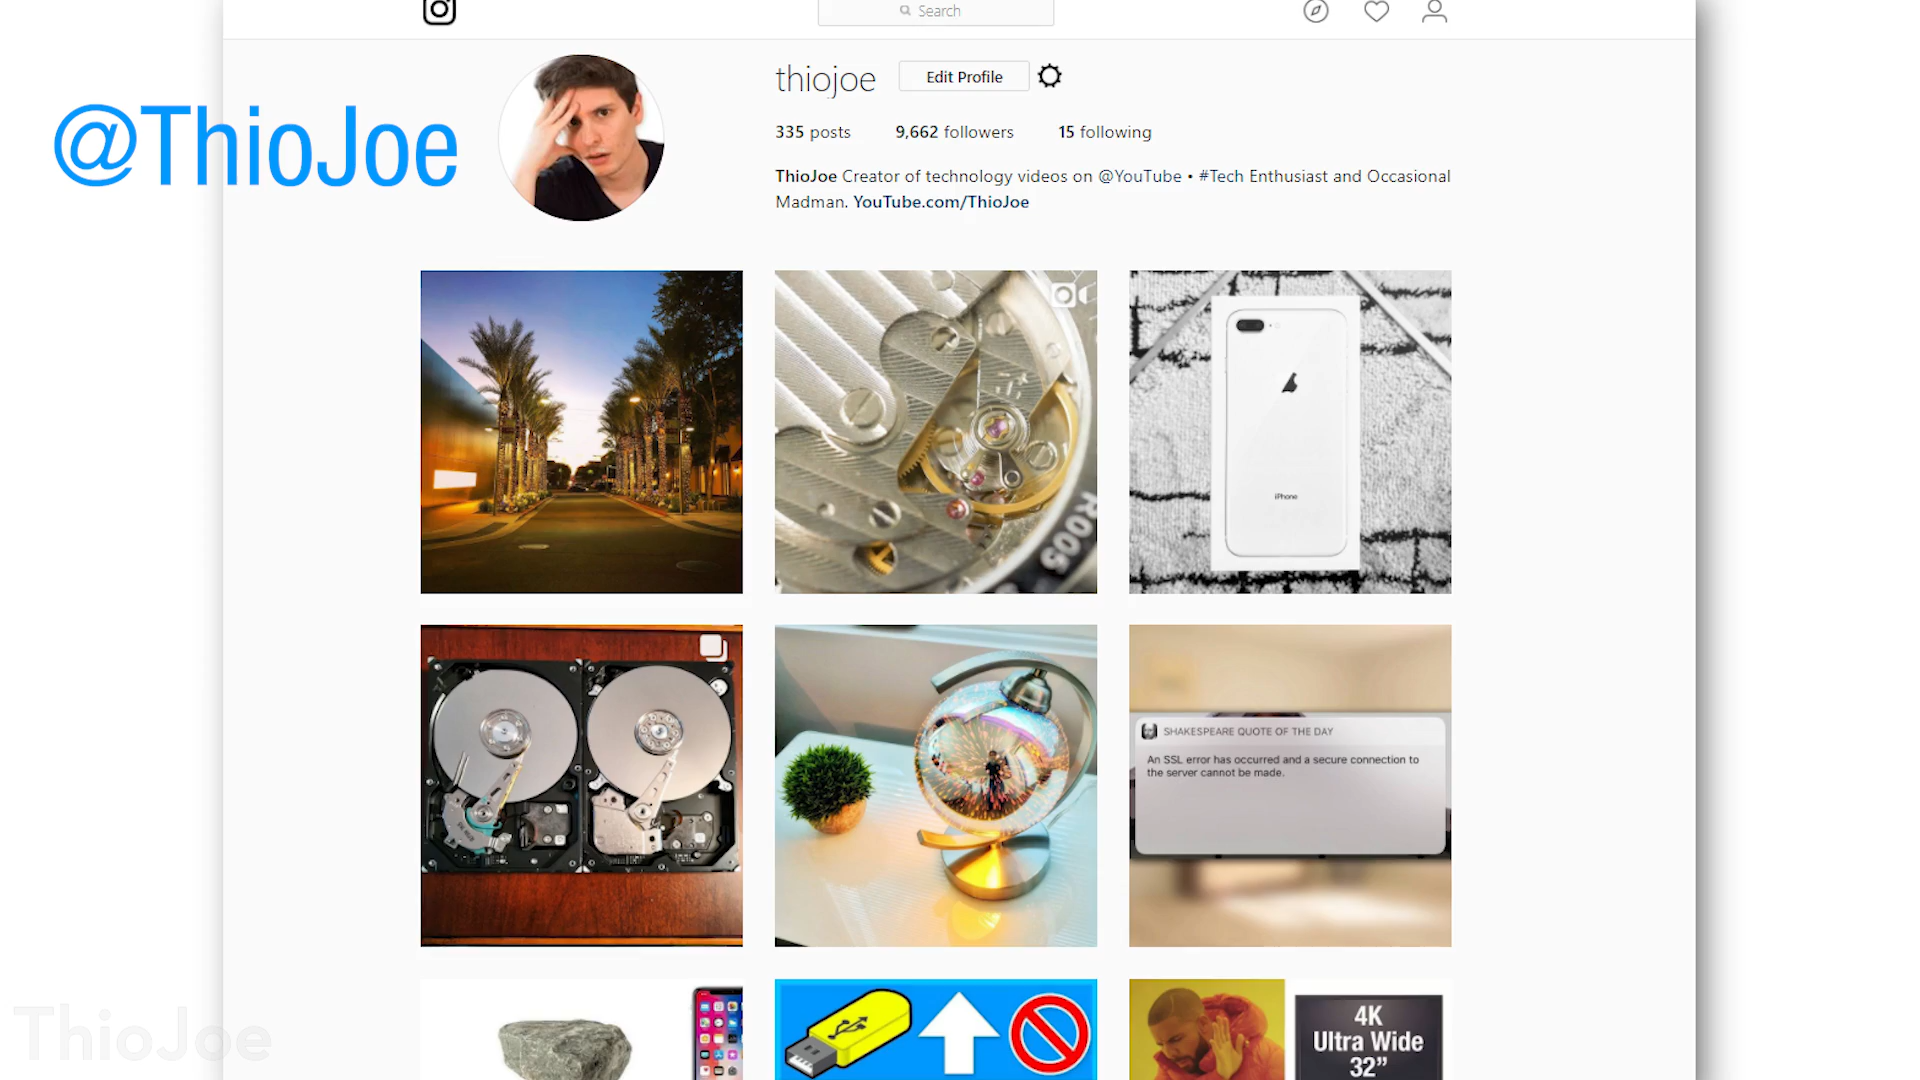 Search
@ThioJoe
thiojoe
Edit Profile
335 posts
9,662 followers
15 following
ThioJoe Creator of technology videos on @YouTube • #Tech Enthusiast and Occasional
Madman. YouTube.com/ThioJoe
R005
iPhone
SHAKESPEARE QUOTE OF THE DAY
An SSL error has occurred and a secure connection to
the server cannot be made.
4K
Ultra Wide
32”
ThioJoe